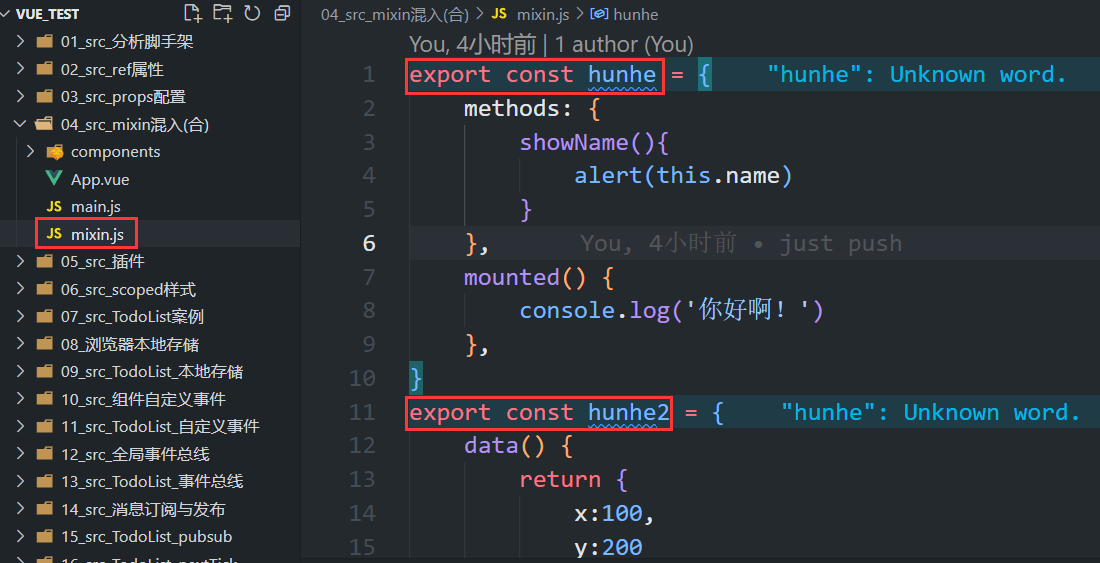 VUE_TEST
01_src_分析脚手架
02_src_ref属性
03_src_props配置
04_src_mixin混入(合)
components
App.vue
JS main.js
JS mixin.js
05_src_插件
06_src_scoped样式
07_src_TodoList案例
08_浏览器本地存储
09_src_TodoList_本地存储
10_src_组件自定义事件
11_src_TodoList_自定义事件
12_src_全局事件总线
13_src_TodoList_事件总线
14_src_消息订阅与发布
15_src_TodoList_pubsub
16_src_TodoList_nextTick
04_src_mixin混入(合) > JS mixin.js > hunhe
You, 4小时前 | 1 author (You)
1 export const hunhe = { "hunhe": Unknown word.
2 methods: {
3 showName(){
4 alert(this.name)
5 }
6 }, You, 4小时前 • just push
7 mounted() {
8 console.log('你好啊！')
9 },
10 }
11 export const hunhe2 = { "hunhe": Unknown word.
12 data() {
13 return {
14 x:100,
15 y:200